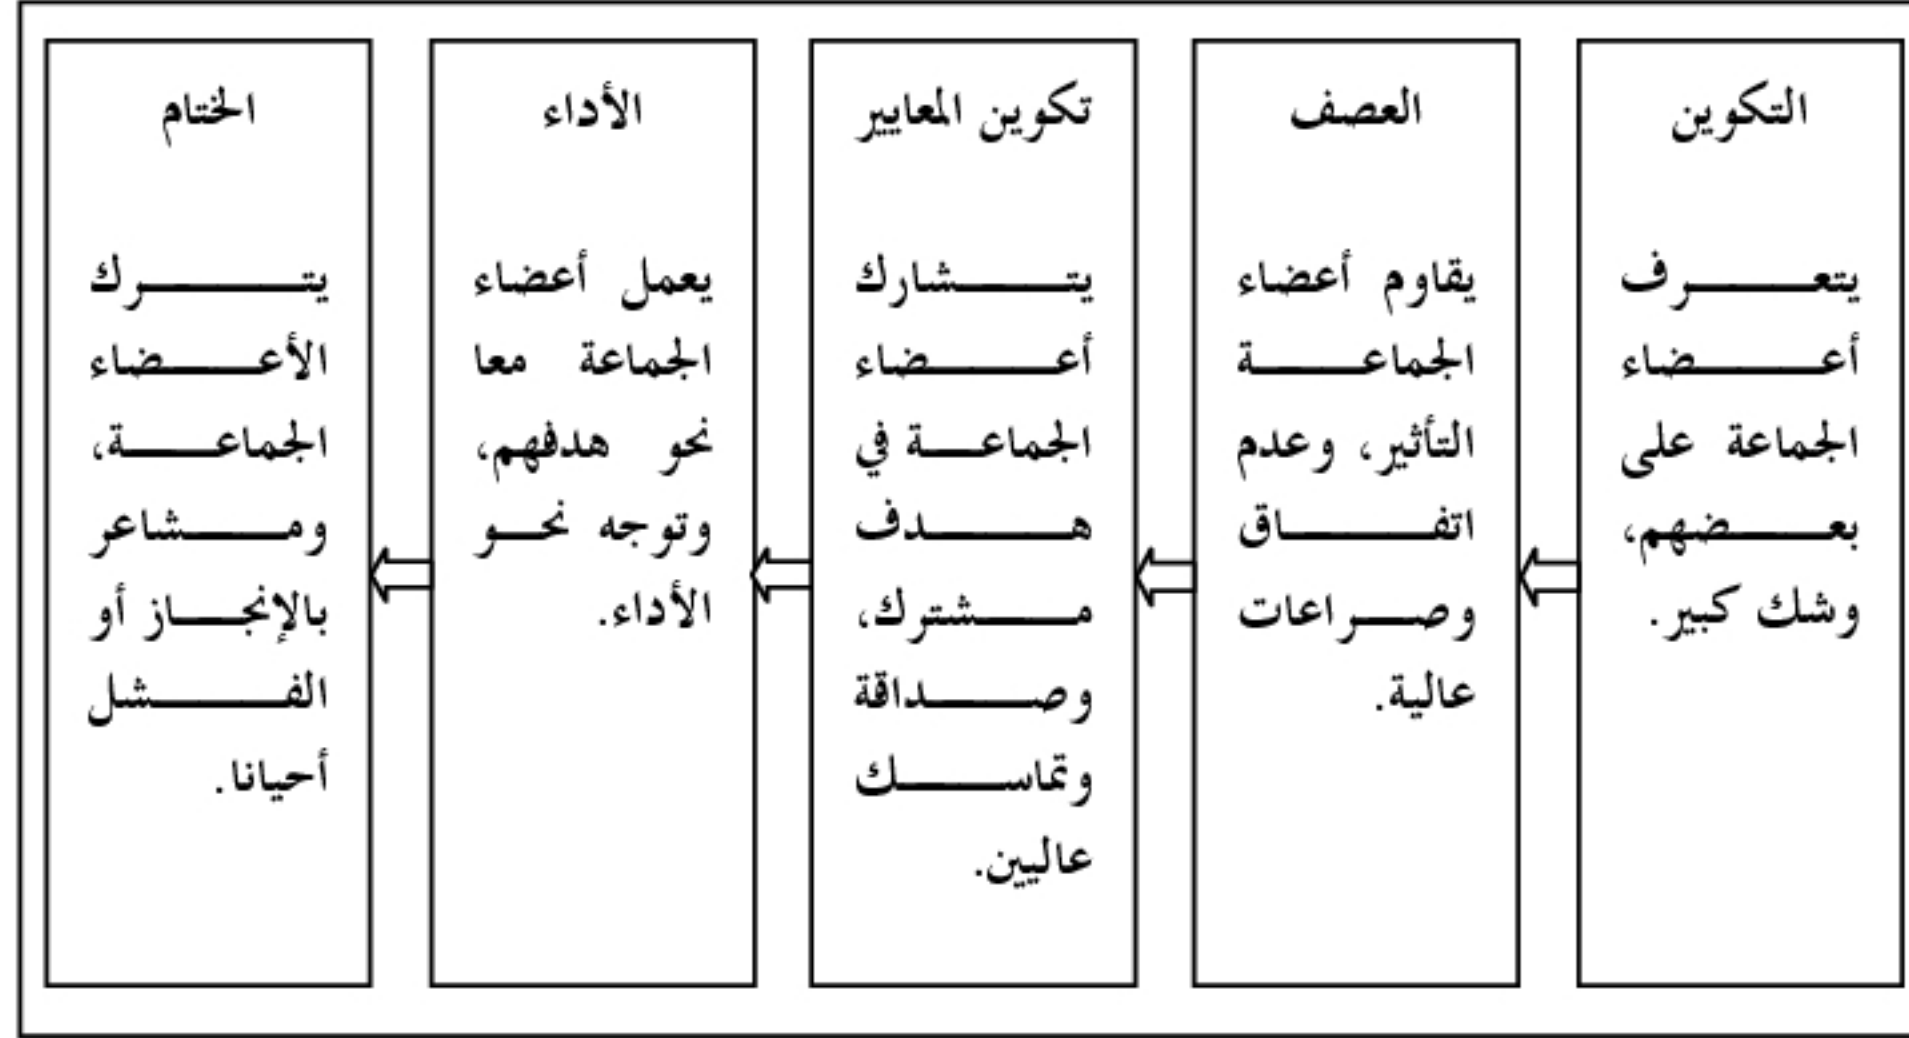 التكوين
يتعرف
أعضاء
الجماعة على
بعضهم،
وشك كبير.
العصف
يقاوم أعضاء
الجماعة
التأثير، وعدم
اتفاق
وصراعات
عالية.
تكوين المعايير
يتشارك
أعضاء
الجماعة في
هدف
مشترك،
وصداقة
وتماسك
عاليين.
الأداء
يعمل أعضاء
الجماعة معا
نحو هدفهم،
وتوجه نحو
الأداء.
الختام
يترك
الأعضاء
الجماعة،
ومشاعر
بالإنجاز أو
الفشل
أحيانا.